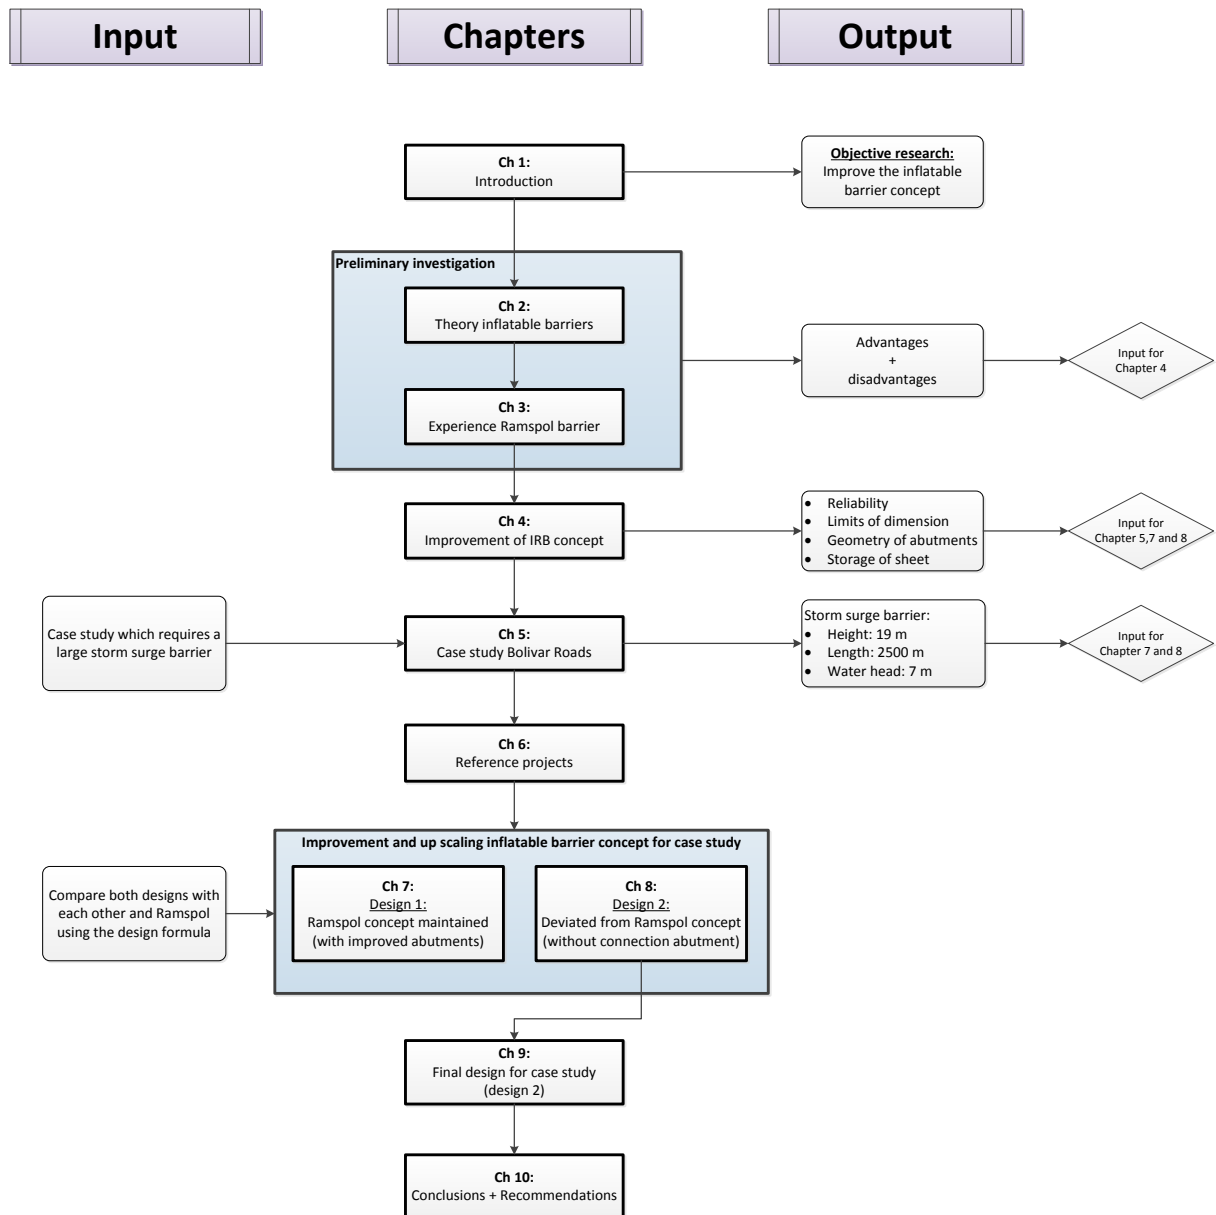 Input
Chapters
Output
Ch 1:
Introduction
Objective research:
Improve the inflatable
barrier concept
Preliminary investigation
Ch 2:
Theory inflatable barriers
Ch 3:
Experience Ramspol barrier
Advantages
+
disadvantages
Input for
Chapter 4
Ch 4:
Improvement of IRB concept
• Reliability
• Limits of dimension
• Geometry of abutments
• Storage of sheet
Input for
Chapter 5,7 and 8
Case study which requires a
large storm surge barrier
Ch 5:
Case study Bolivar Roads
Storm surge barrier:
• Height: 19 m
• Length: 2500 m
• Water head: 7 m
Input for
Chapter 7 and 8
Ch 6:
Reference projects
Improvement and up scaling inflatable barrier concept for case study
Compare both designs with
each other and Ramspol
using the design formula
Ch 7:
Design 1:
Ramspol concept maintained
(with improved abutments)
Ch 8:
Design 2:
Deviated from Ramspol concept
(without connection abutment)
Ch 9:
Final design for case study
(design 2)
Ch 10:
Conclusions + Recommendations